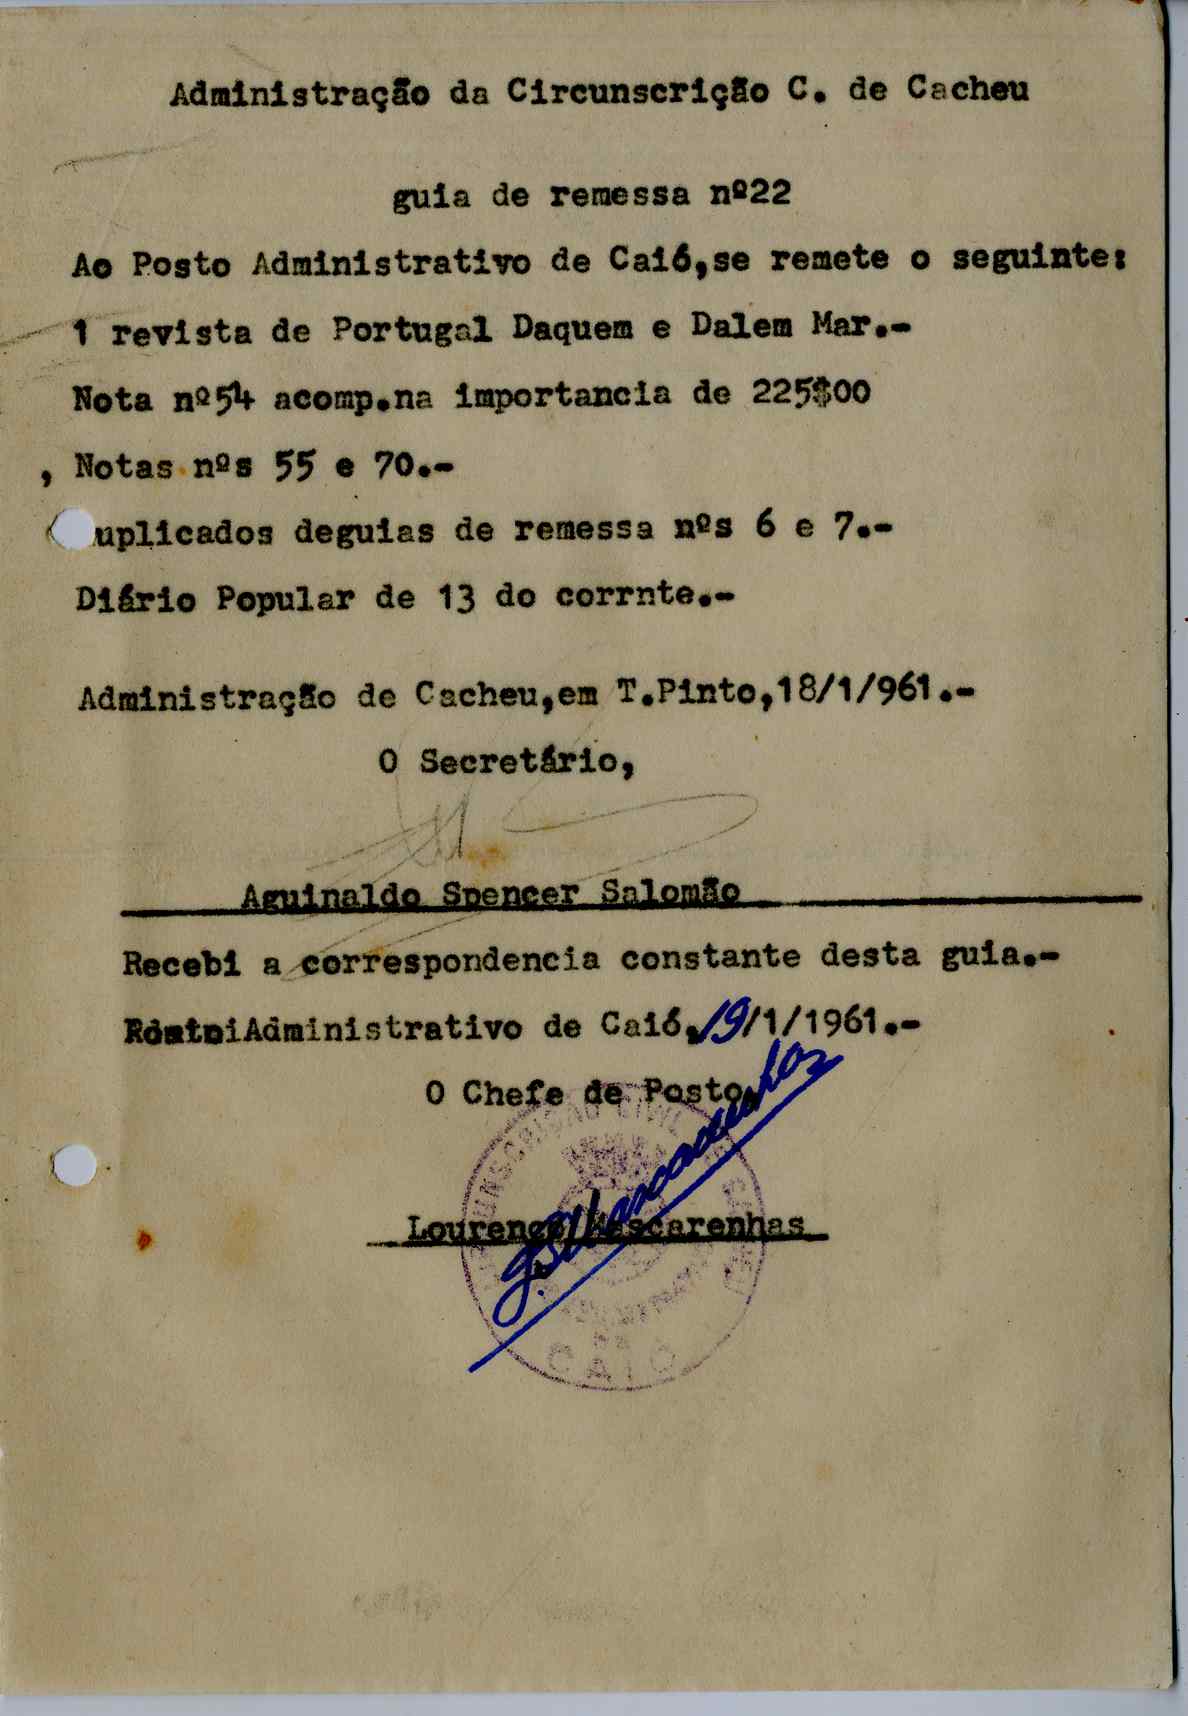 Administração da Circunscrição C. de Cacheu
guia de remessa nº22
Ao Posto Administrativo de Caió,se remete o seguinte:
1 revista de Portugal Daquem e Dalem Mar.-
Nota nº54 acomp.na importancia de 225$00
, Notas nºs 55 e 70.-
uplicados deguias de remessa nºs 6 e 7.-
Diário Popular de 13 do corrnte.-
Administração de Cacheu,em T.Pinto,18/1/961.-
O Secretário,
Aguinaldo Spencer Salomão
Recebi a correspondencia constante desta guia.-
Administrativo de Caió,19/1/1961.-
O Chefe de Posto,
Lourenço Mascarenhas
CAIÓ